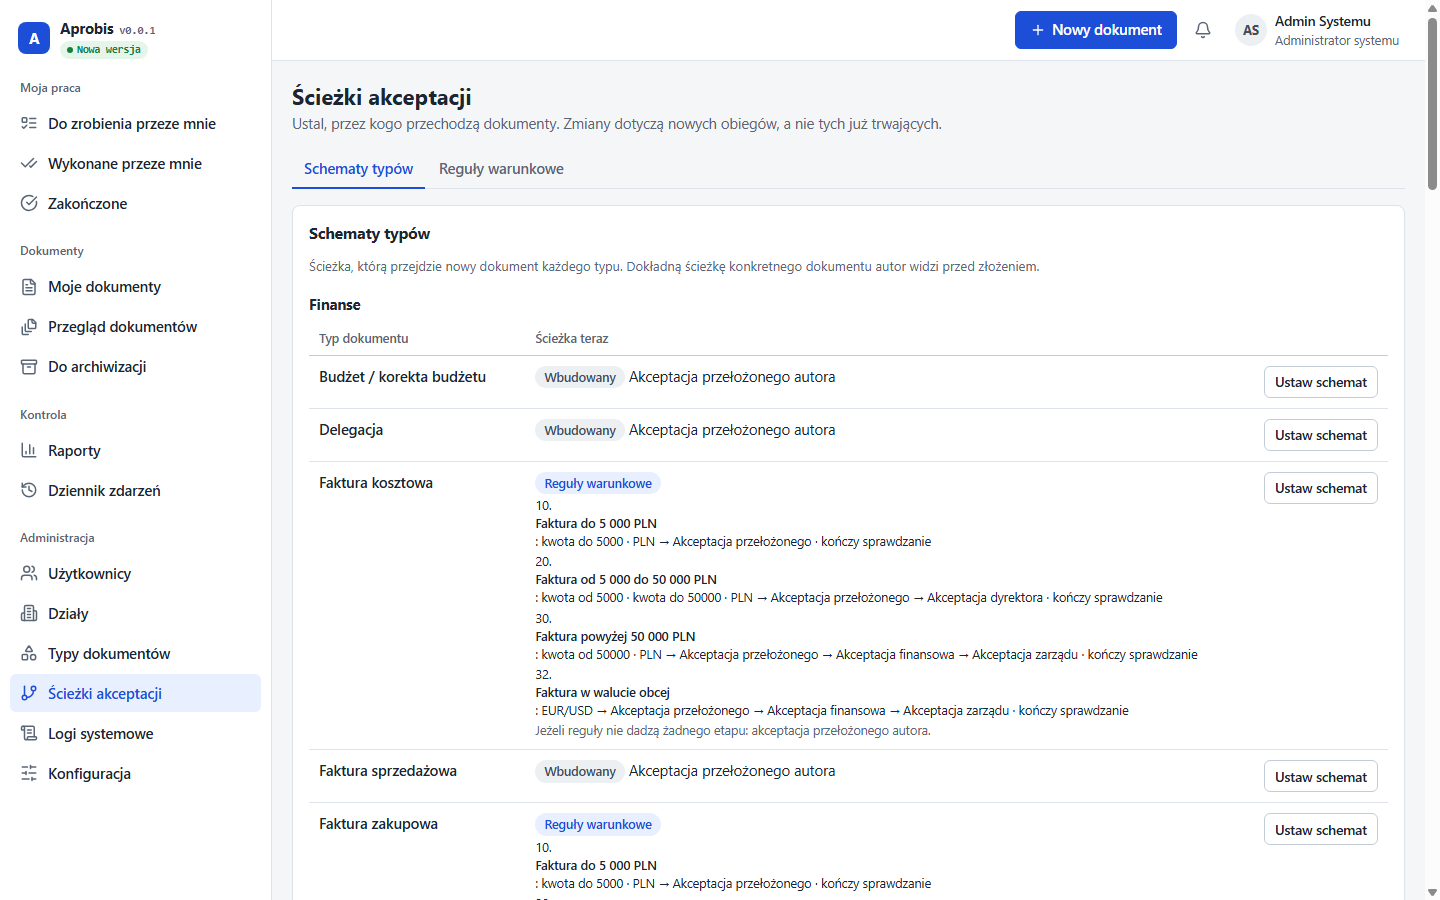 A
Aprobis v0.0.1
Nowa wersja
Moja praca
Do zrobienia przeze mnie
Wykonane przeze mnie
Zakończone
Dokumenty
Moje dokumenty
Przegląd dokumentów
Do archiwizacji
Kontrola
Raporty
Dziennik zdarzeń
Administracja
Użytkownicy
Działy
Typy dokumentów
Ścieżki akceptacji
Logi systemowe
Konfiguracja
+ Nowy dokument
AS
Admin Systemu
Administrator systemu
Ścieżki akceptacji
Ustal, przez kogo przechodzą dokumenty. Zmiany dotyczą nowych obiegów, a nie tych już trwających.
Schematy typów
Reguły warunkowe
Schematy typów
Ścieżka, którą przejdzie nowy dokument każdego typu. Dokładną ścieżkę konkretnego dokumentu autor widzi przed złożeniem.
Finanse
Typ dokumentu
Ścieżka teraz
Budżet / korekta budżetu
Wbudowany Akceptacja przełożonego autora
Ustaw schemat
Delegacja
Wbudowany Akceptacja przełożonego autora
Ustaw schemat
Faktura kosztowa
Reguły warunkowe
Ustaw schemat
10.
Faktura do 5 000 PLN
: kwota do 5000 · PLN → Akceptacja przełożonego · kończy sprawdzanie
20.
Faktura od 5 000 do 50 000 PLN
: kwota od 5000 · kwota do 50000 · PLN → Akceptacja przełożonego → Akceptacja dyrektora · kończy sprawdzanie
30.
Faktura powyżej 50 000 PLN
: kwota od 50000 · PLN → Akceptacja przełożonego → Akceptacja finansowa → Akceptacja zarządu · kończy sprawdzanie
32.
Faktura w walucie obcej
: EUR/USD → Akceptacja przełożonego → Akceptacja finansowa → Akceptacja zarządu · kończy sprawdzanie
Jeżeli reguły nie dadzą żadnego etapu: akceptacja przełożonego autora.
Faktura sprzedażowa
Wbudowany Akceptacja przełożonego autora
Ustaw schemat
Faktura zakupowa
Reguły warunkowe
Ustaw schemat
10.
Faktura do 5 000 PLN
: kwota do 5000 · PLN → Akceptacja przełożonego · kończy sprawdzanie